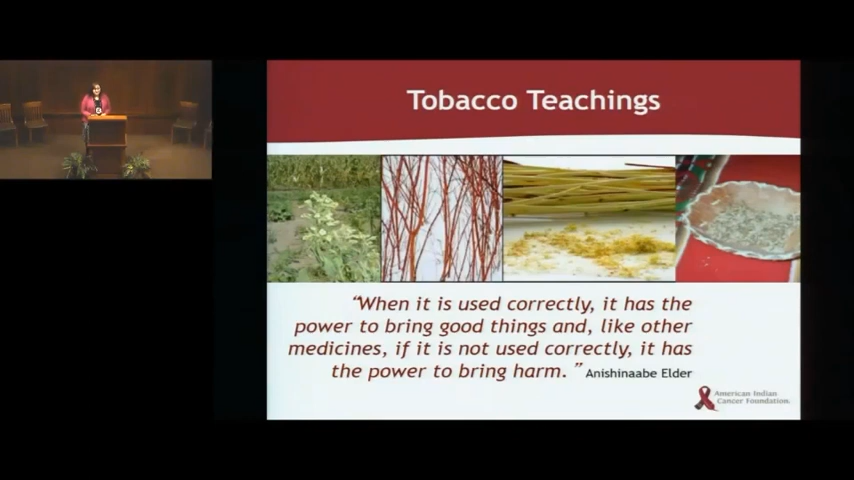 Tobacco Teachings
“When it is used correctly, it has the
power to bring good things and, like other
medicines, if it is not used correctly, it has
the power to bring harm. ” Anishinaabe Elder
American Indian
Cancer Foundation.